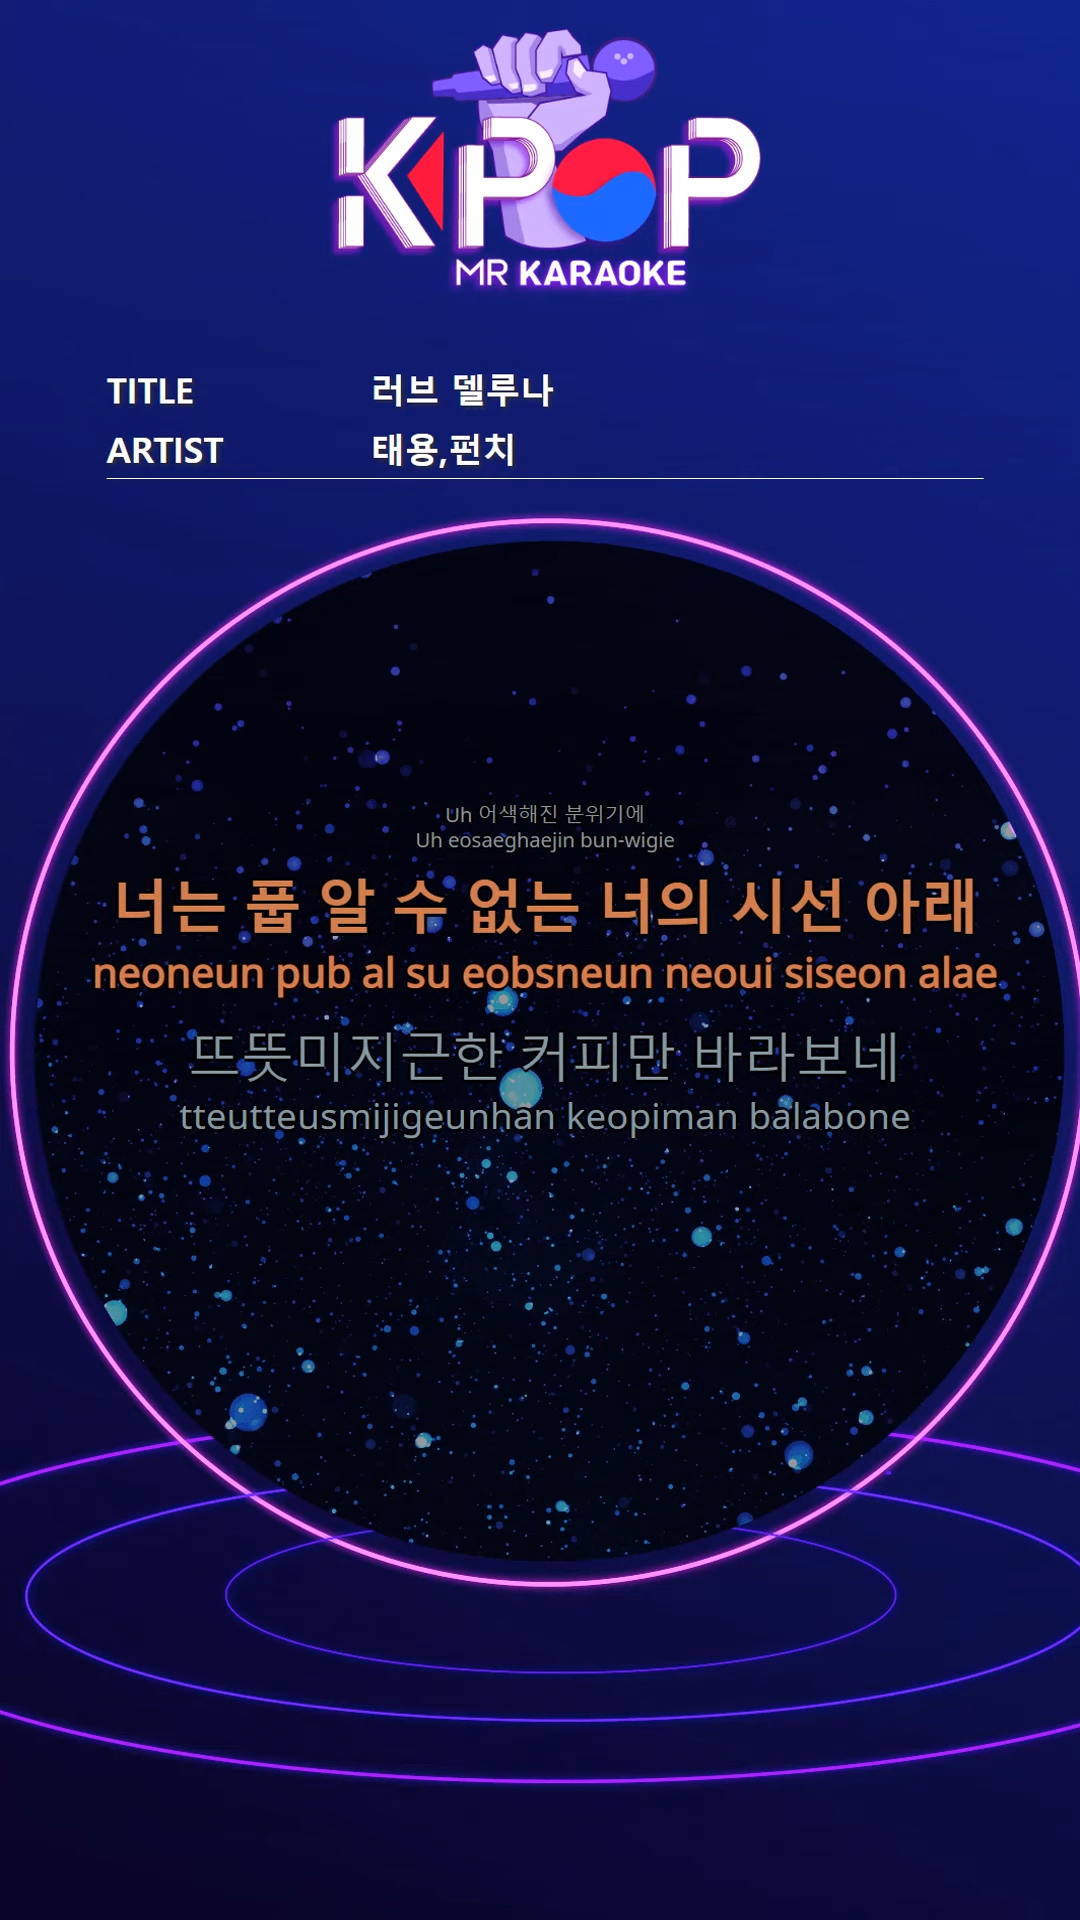 KPOP
MR KARAOKE
TITLE 러브 델루나
ARTIST 태용,펀치
Uh 어색해진 분위기에
Uh eosaeghaejin bun-wigie
너는 풉 알 수 없는 너의 시선 아래
neoneun pub al su eobsneun neoui siseon alae
뜨뜻미지근한 커피만 바라보네
tteutteusmijigeunhan keopiman balabone